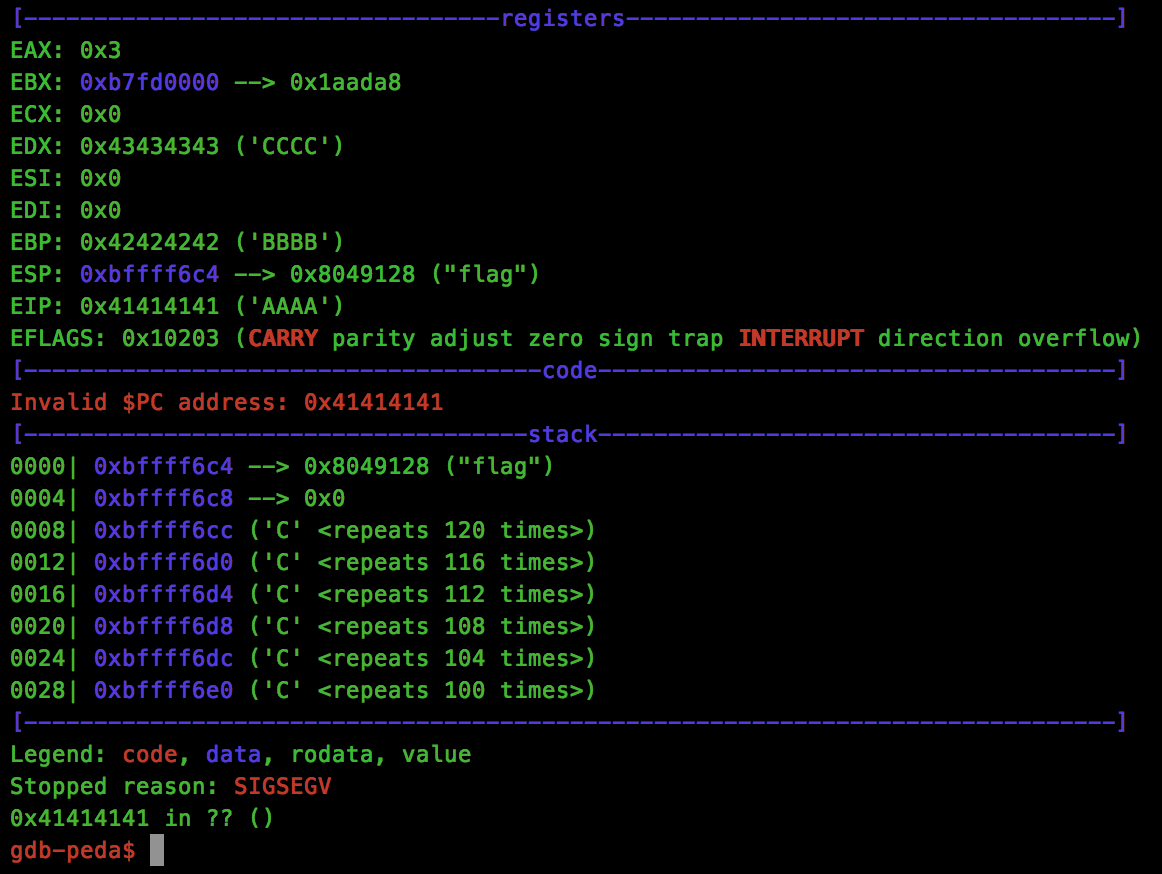 [----------------------------------registers-----------------------------------]
EAX: 0x3
EBX: 0xb7fd0000 --> 0x1aada8
ECX: 0x0
EDX: 0x43434343 ('CCCC')
ESI: 0x0
EDI: 0x0
EBP: 0x42424242 ('BBBB')
ESP: 0xbffff6c4 --> 0x8049128 ("flag")
EIP: 0x41414141 ('AAAA')
EFLAGS: 0x10203 (CARRY parity adjust zero sign trap INTERRUPT direction overflow)
[-------------------------------------code-------------------------------------]
Invalid $PC address: 0x41414141
[------------------------------------stack-------------------------------------]
0000| 0xbffff6c4 --> 0x8049128 ("flag")
0004| 0xbffff6c8 --> 0x0
0008| 0xbffff6cc ('C' <repeats 120 times>)
0012| 0xbffff6d0 ('C' <repeats 116 times>)
0016| 0xbffff6d4 ('C' <repeats 112 times>)
0020| 0xbffff6d8 ('C' <repeats 108 times>)
0024| 0xbffff6dc ('C' <repeats 104 times>)
0028| 0xbffff6e0 ('C' <repeats 100 times>)
[------------------------------------------------------------------------------]
Legend: code, data, rodata, value
Stopped reason: SIGSEGV
0x41414141 in ?? ()
gdb-peda$